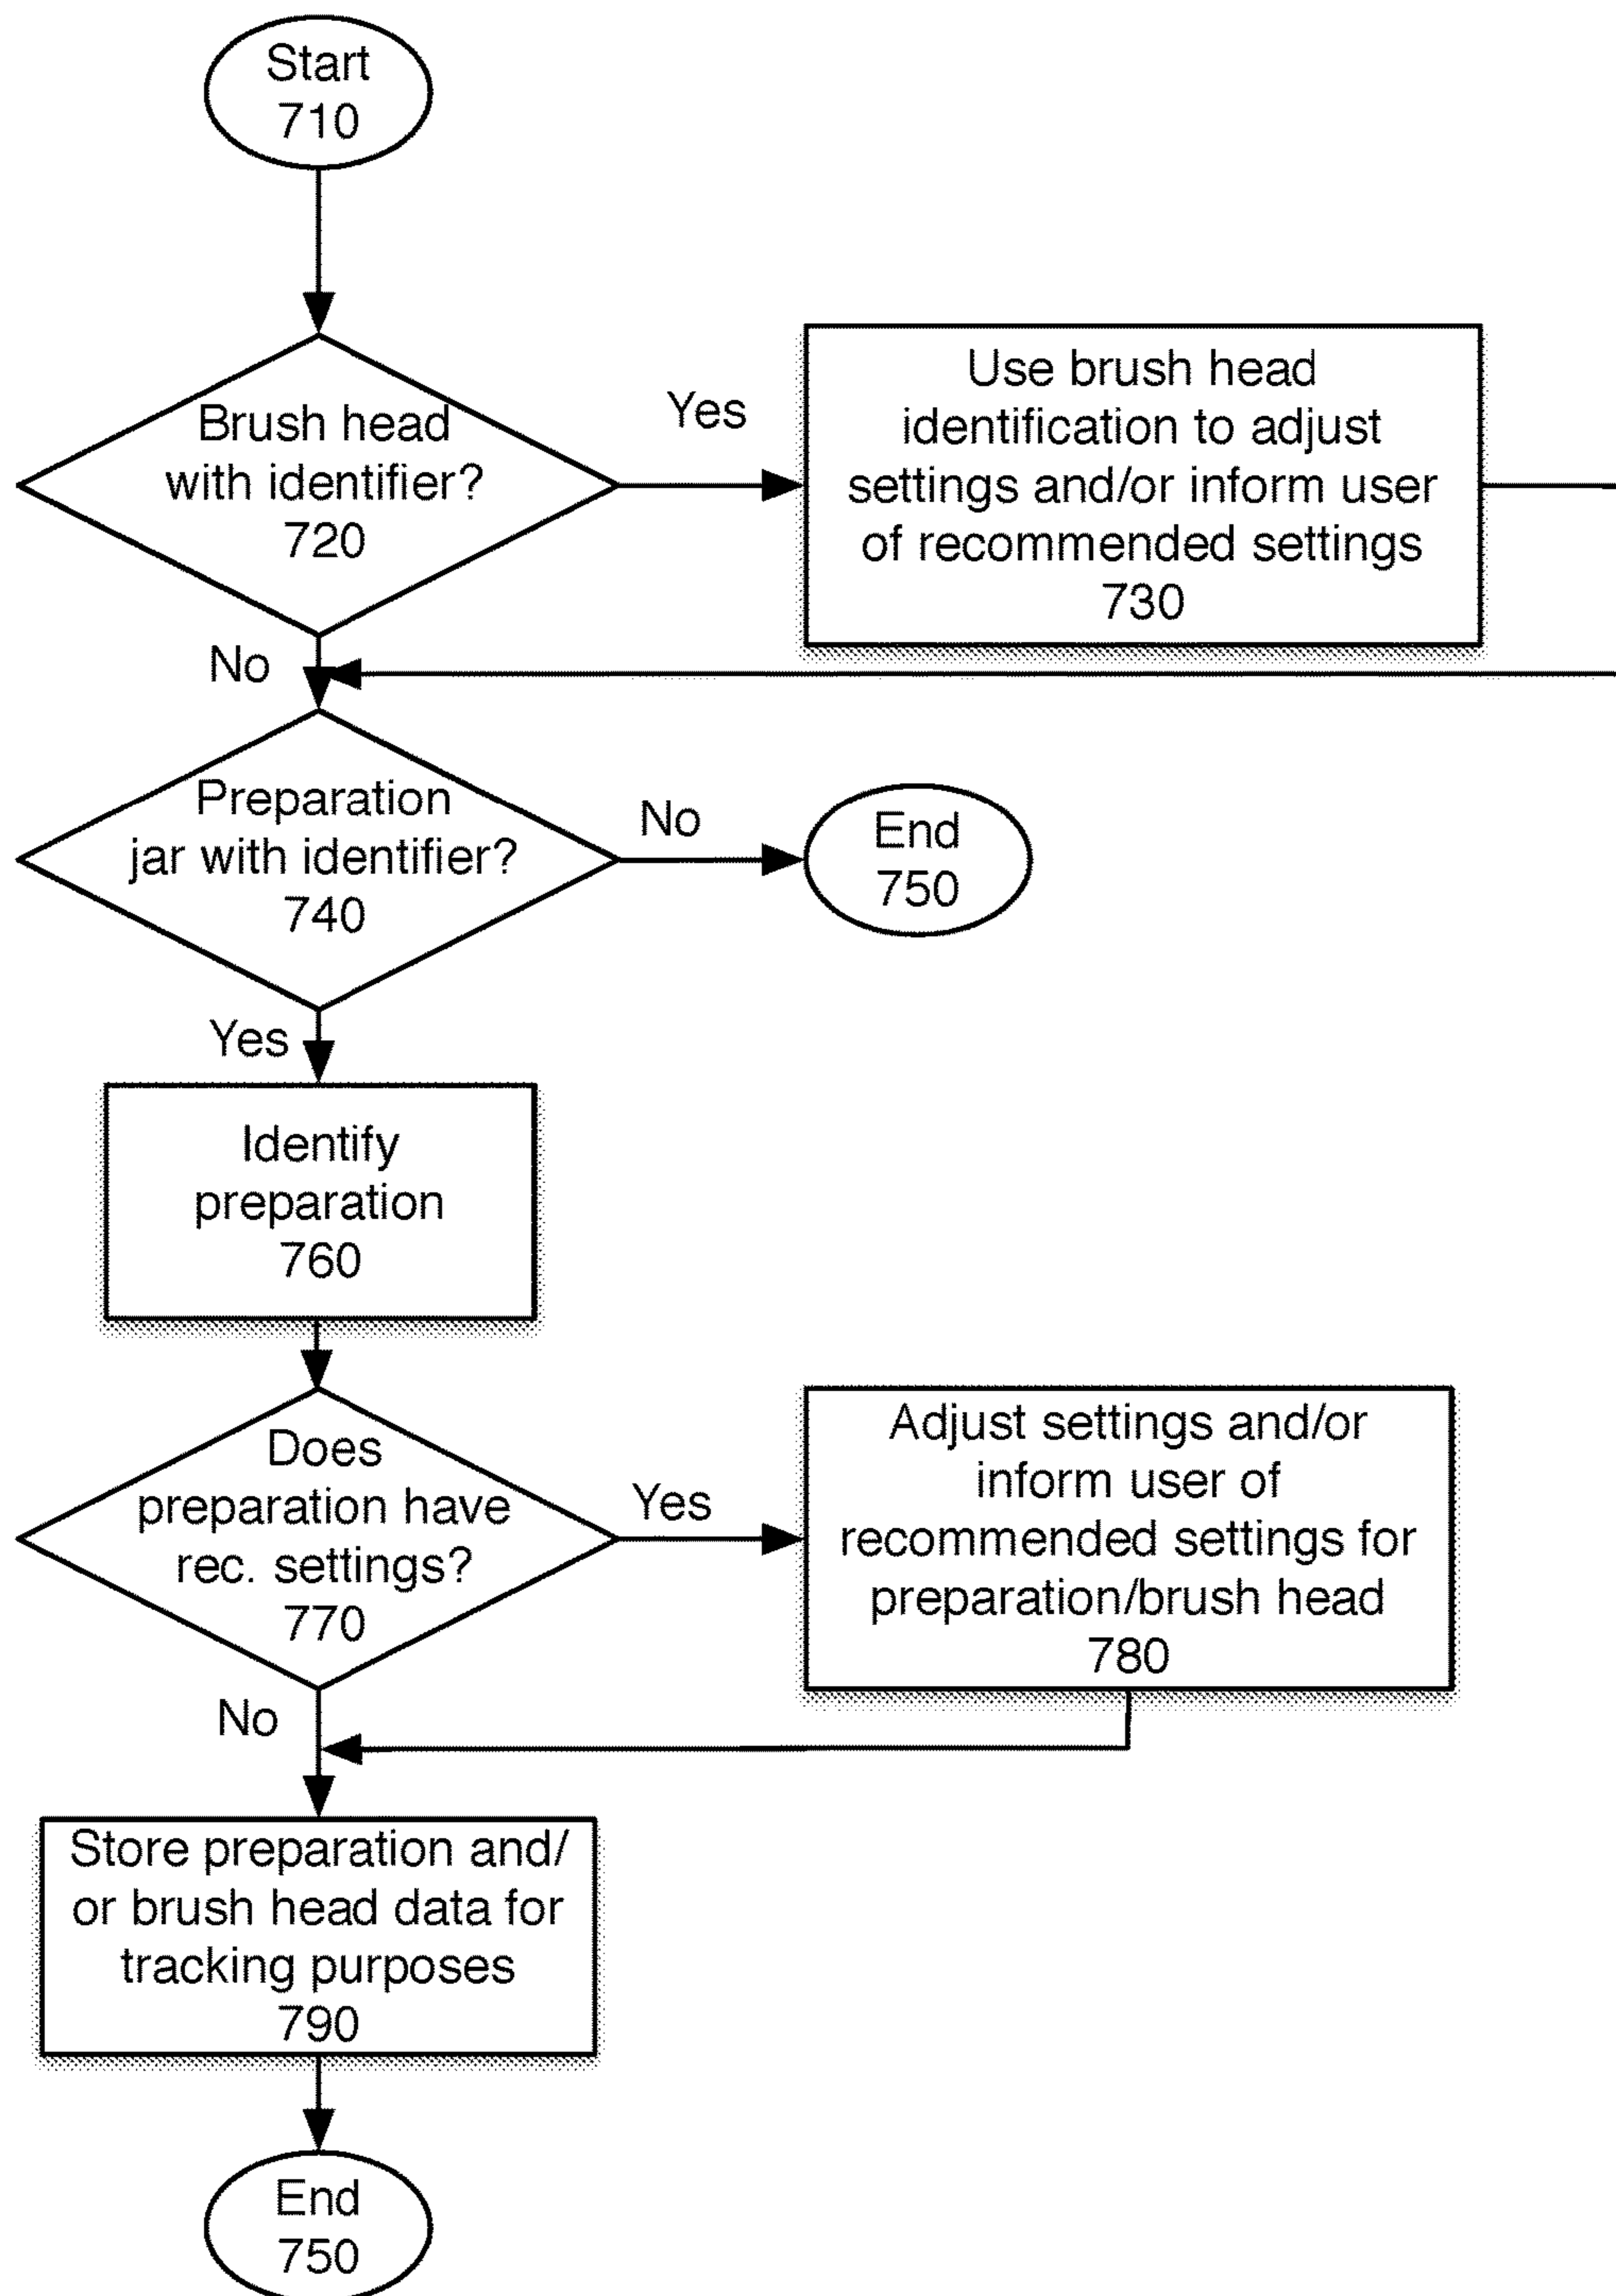 Start
710
Brush head
with identifier?
720
Yes
Use brush head
identification to adjust
settings and/or inform user
of recommended settings
730
No
Preparation
jar with identifier?
740
No
End
750
Yes
Identify
preparation
760
Does
preparation have
rec. settings?
770
Yes
Adjust settings and/or
inform user of
recommended settings for
preparation/brush head
780
No
Store preparation and/
or brush head data for
tracking purposes
790
End
750